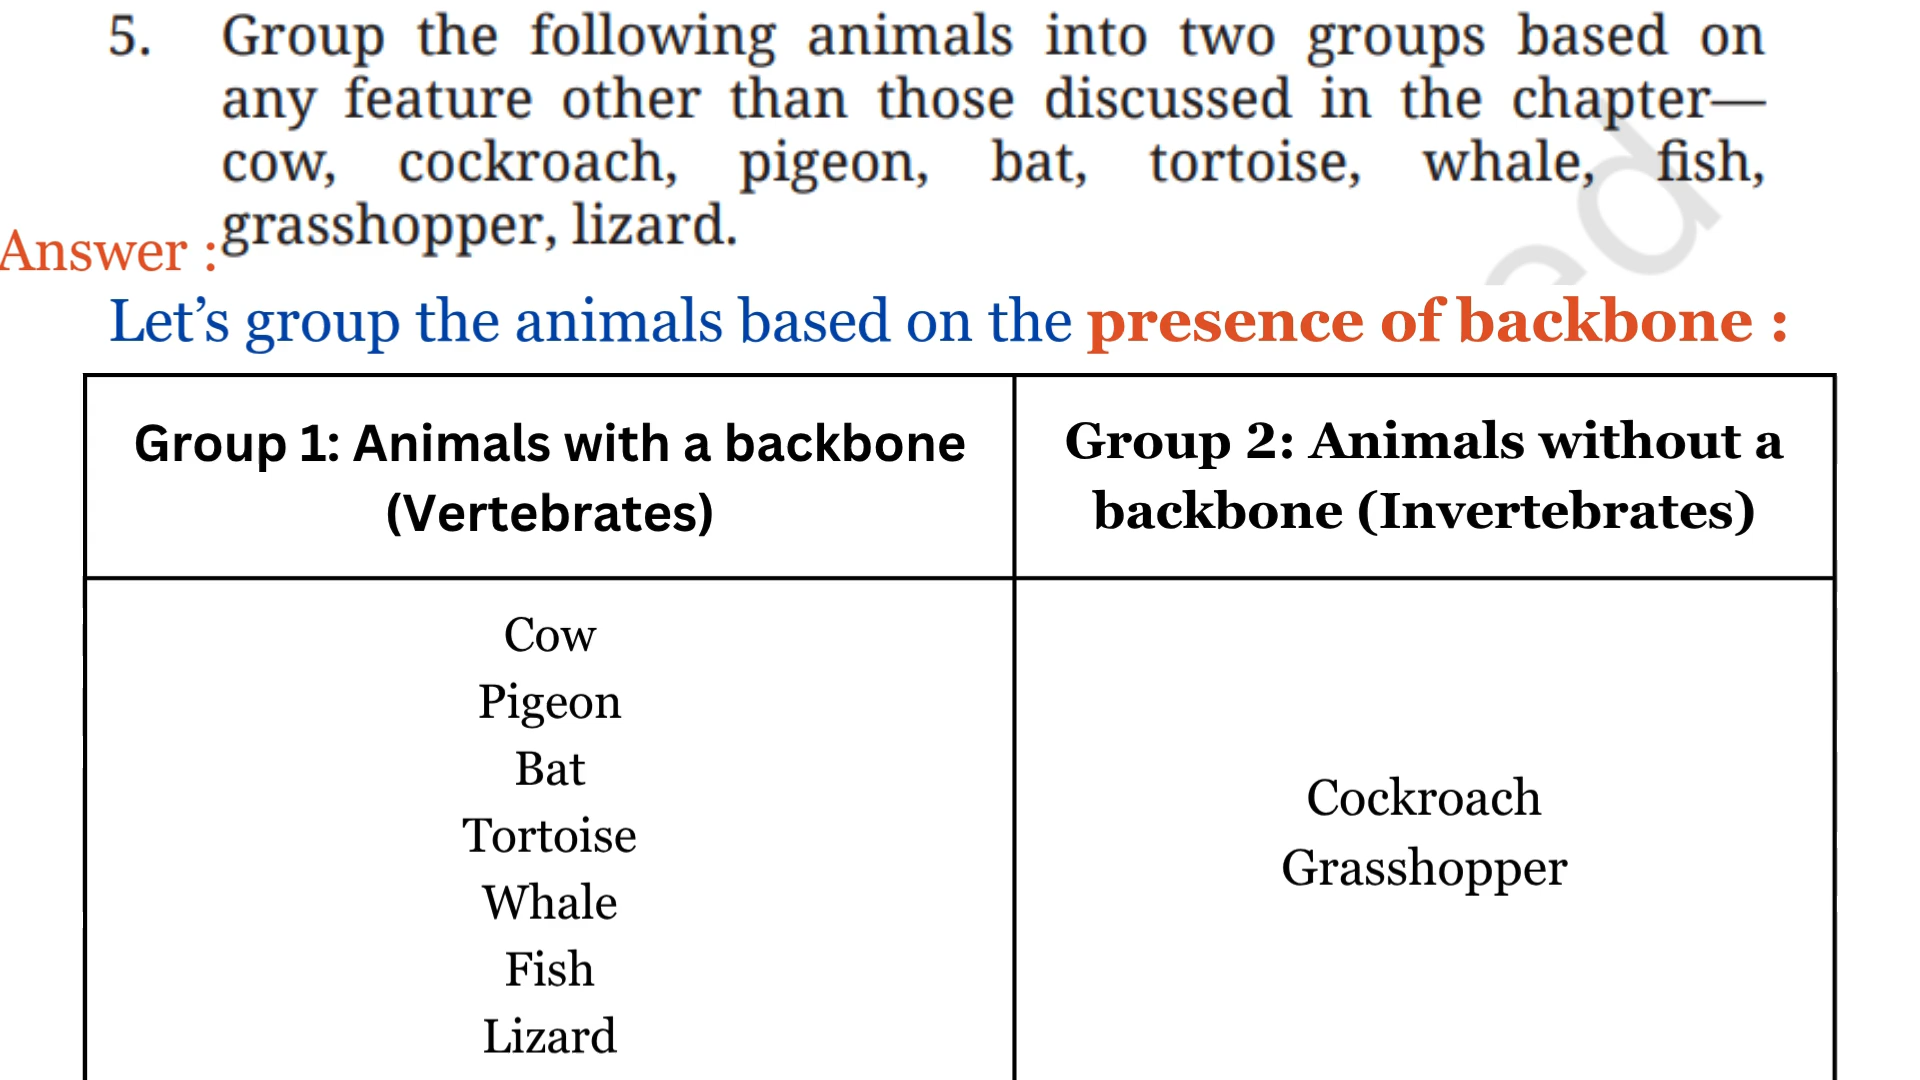 5. Group the following animals into two groups based on
any feature other than those discussed in the chapter—
cow, cockroach, pigeon, bat, tortoise, whale, fish,
grasshopper, lizard.
Answer :
Let’s group the animals based on the presence of backbone :
Group 1: Animals with a backbone
(Vertebrates)
Group 2: Animals without a
backbone (Invertebrates)
Cow
Pigeon
Bat
Tortoise
Whale
Fish
Lizard
Cockroach
Grasshopper